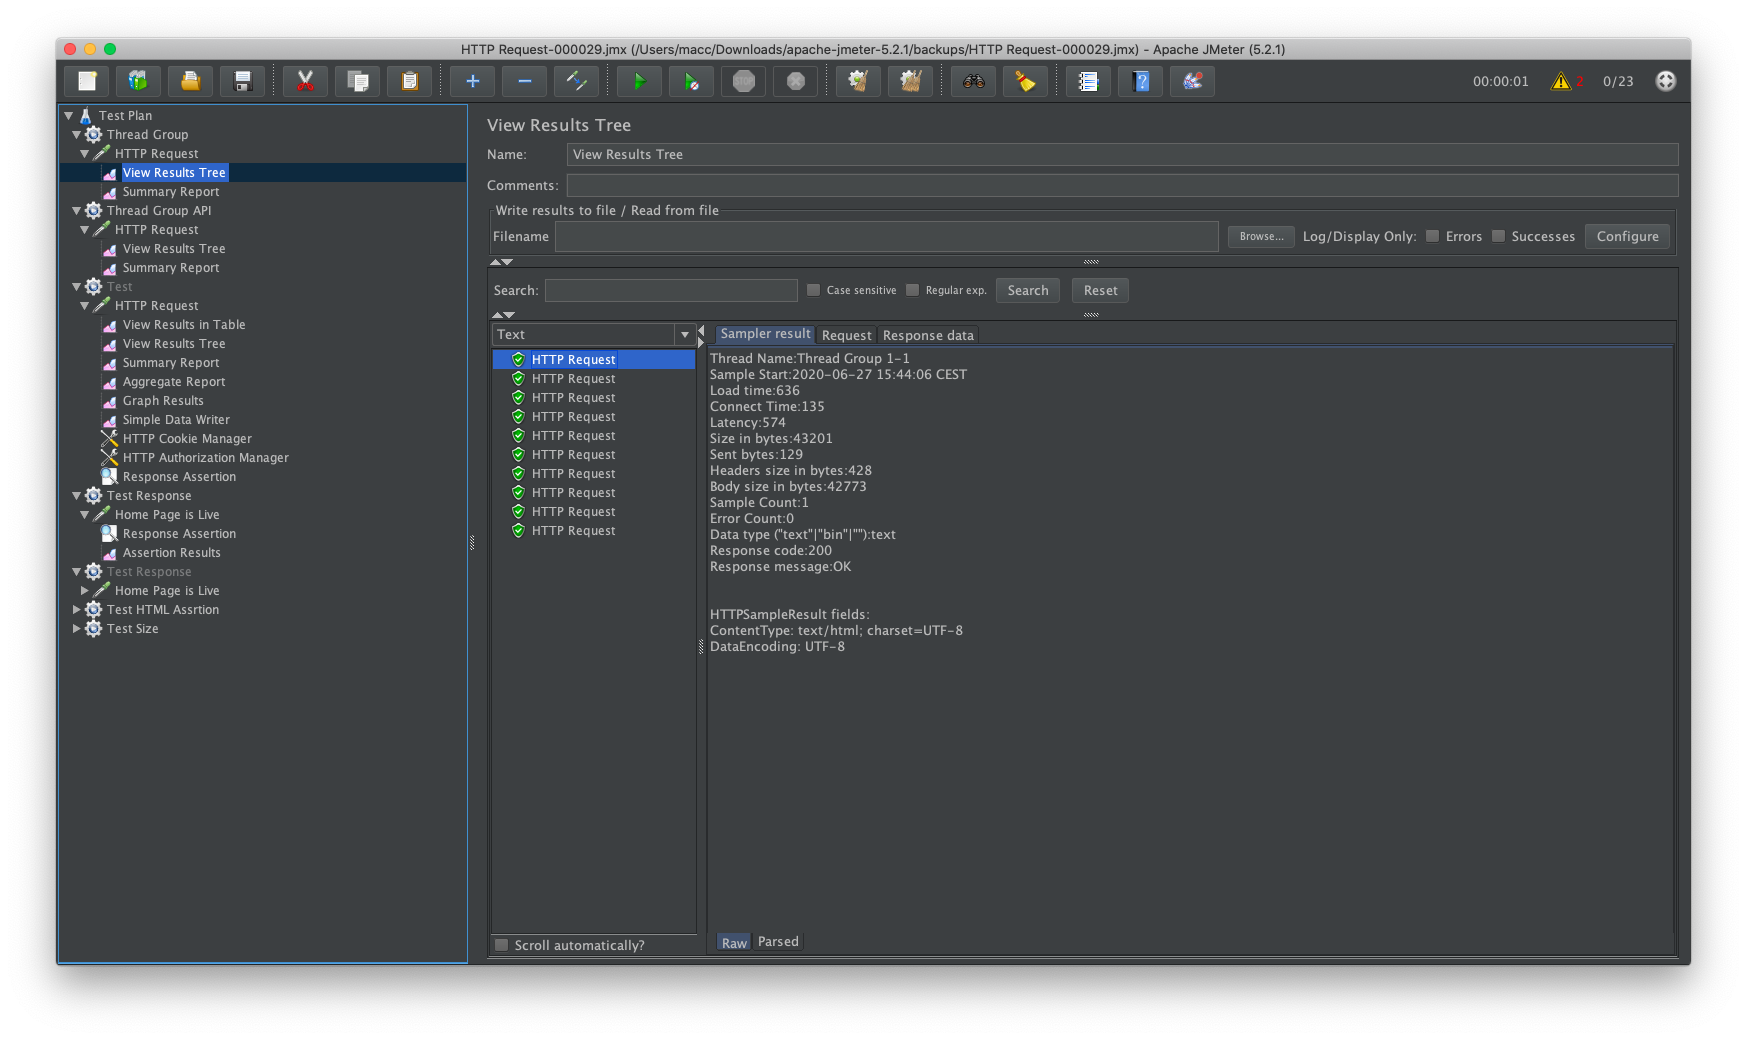 HTTP Request-000029.jmx (/Users/macc/Downloads/apache-jmeter-5.2.1/backups/HTTP Request-000029.jmx) - Apache JMeter (5.2.1)
STOP
00:00:01 2 0/23
Test Plan
Thread Group
HTTP Request
View Results Tree
Summary Report
Thread Group API
HTTP Request
View Results Tree
Summary Report
Test
HTTP Request
View Results in Table
View Results Tree
Summary Report
Aggregate Report
Graph Results
Simple Data Writer
HTTP Cookie Manager
HTTP Authorization Manager
Response Assertion
Test Response
Home Page is Live
Response Assertion
Assertion Results
Test Response
Home Page is Live
Test HTML Assrtion
Test Size
View Results Tree
Name: View Results Tree
Comments:
Write results to file / Read from file
Filename Browse... Log/Display Only: Errors Successes Configure
Search: Case sensitive Regular exp. Search Reset
Text
HTTP Request
HTTP Request
HTTP Request
HTTP Request
HTTP Request
HTTP Request
HTTP Request
HTTP Request
HTTP Request
HTTP Request
Scroll automatically?
Sampler result Request Response data
Thread Name:Thread Group 1-1
Sample Start:2020-06-27 15:44:06 CEST
Load time:636
Connect Time:135
Latency:574
Size in bytes:43201
Sent bytes:129
Headers size in bytes:428
Body size in bytes:42773
Sample Count:1
Error Count:0
Data type ("text"|"bin"|""):text
Response code:200
Response message:OK
HTTPSampleResult fields:
ContentType: text/html; charset=UTF-8
DataEncoding: UTF-8
Raw Parsed